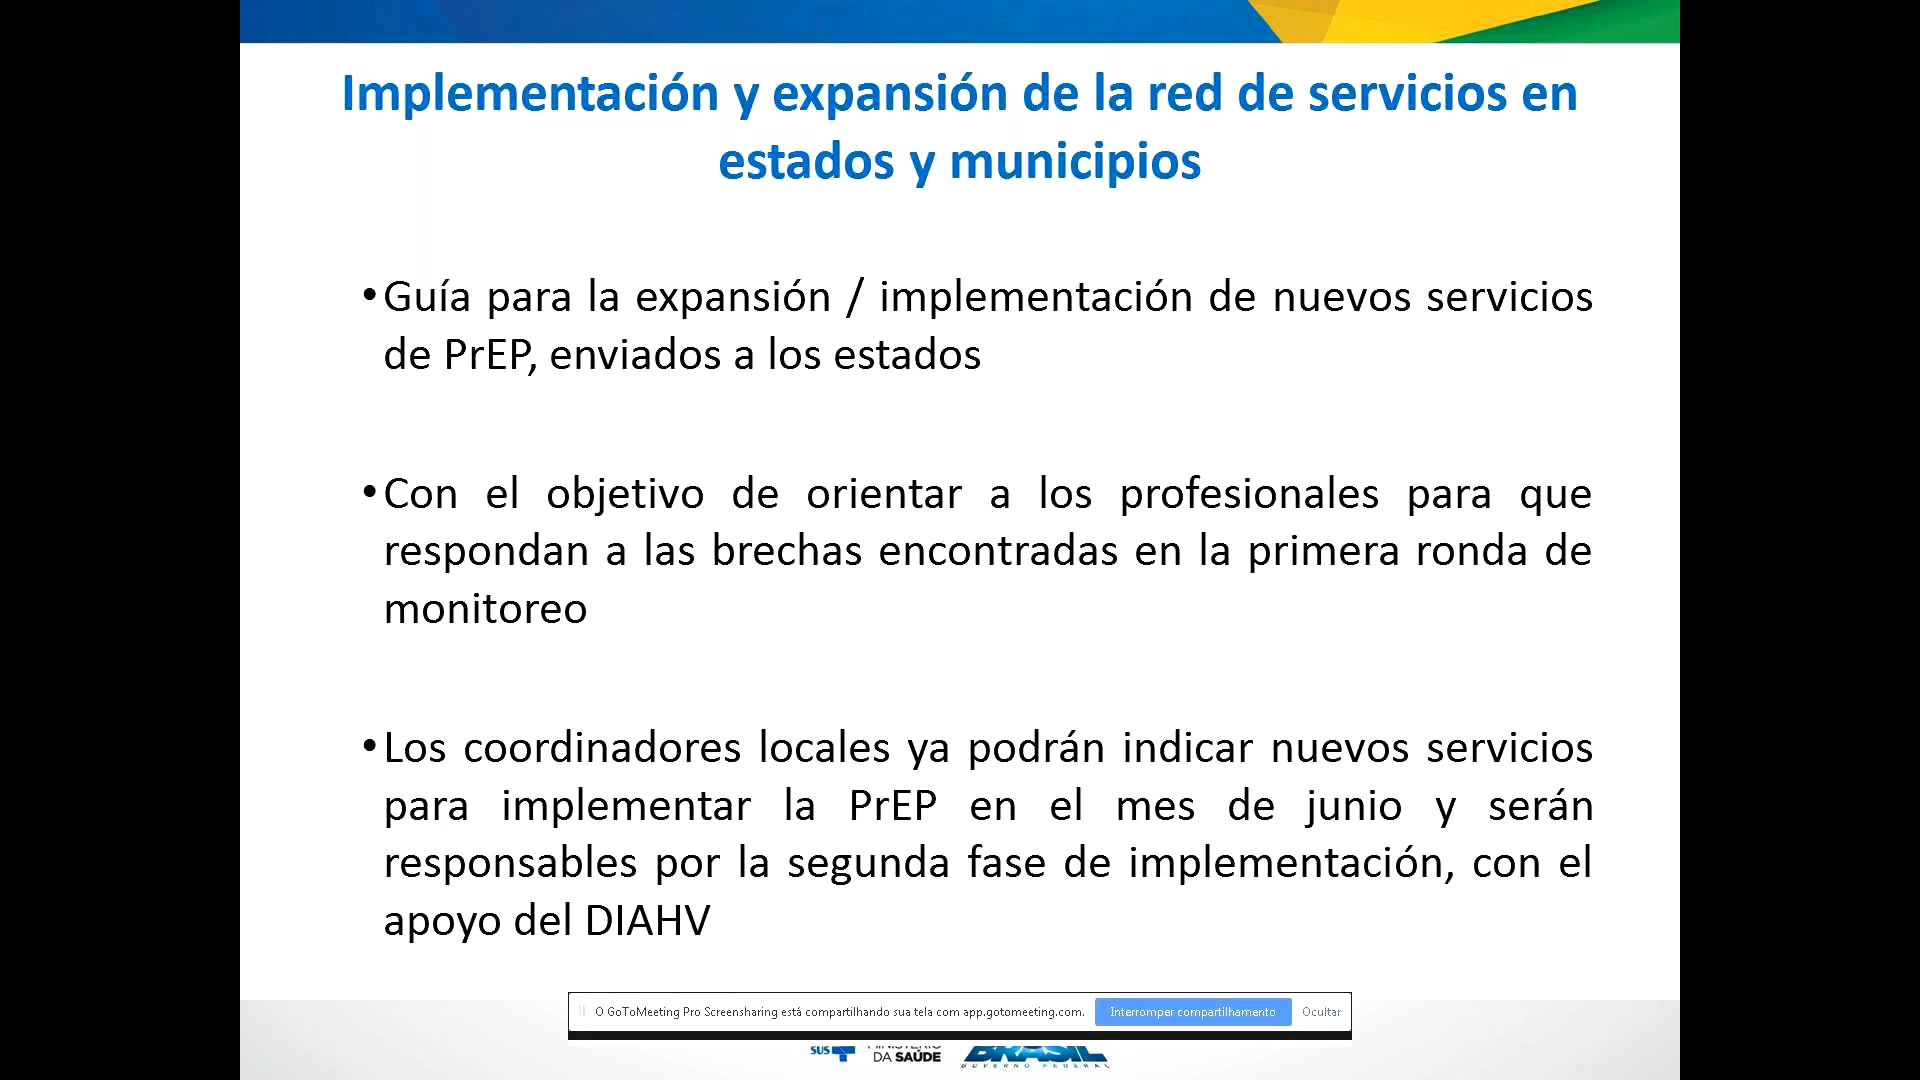 Implementación y expansión de la red de servicios en
estados y municipios
•Guía para la expansión / implementación de nuevos servicios
de PrEP, enviados a los estados
•Con el objetivo de orientar a los profesionales para que
respondan a las brechas encontradas en la primera ronda de
monitoreo
•Los coordinadores locales ya podrán indicar nuevos servicios
para implementar la PrEP en el mes de junio y serán
responsables por la segunda fase de implementación, con el
apoyo del DIAHV
O GoToMeeting Pro Screensharing está compartilhando sua tela com app.gotomeeting.com. Interromper compartilhamento Ocultar
SUS MINISTÉRIO
DA SAÚDE
BRASIL
GOVERNO FEDERAL